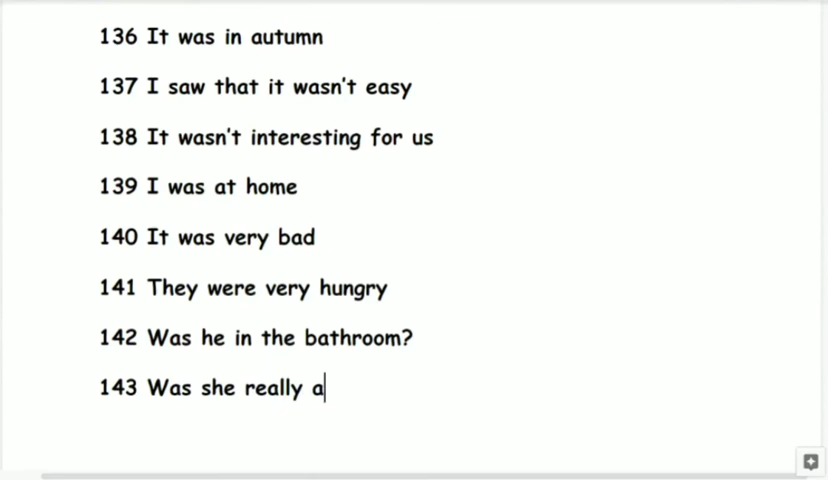 136 It was in autumn
137 I saw that it wasn't easy
138 It wasn't interesting for us
139 I was at home
140 It was very bad
141 They were very hungry
142 Was he in the bathroom?
143 Was she really a